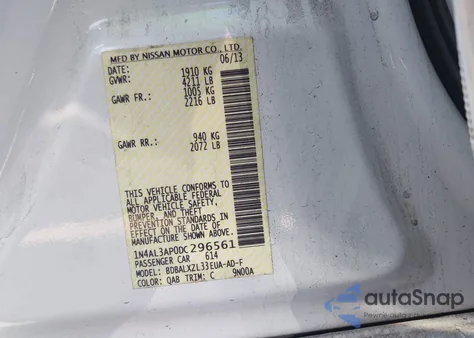 MFD BY NISSAN MOTOR CO., LTD.
DATE: 06/13
GVWR: 1910 KG
4211 LB
GAWR FR.: 1005 KG
2216 LB
GAWR RR.: 940 KG
2072 LB
THIS VEHICLE CONFORMS TO
ALL APPLICABLE FEDERAL
MOTOR VEHICLE SAFETY,
BUMPER, AND THEFT
PREVENTION STANDARDS IN
EFFECT ON THE DATE OF
MANUFACTURE SHOWN ABOVE.
1N4AL3AP0DC296561
PASSENGER CAR 614
MODEL: BDBALXZL33EUA-AD-F
COLOR: QAB TRIM: C 9N00A
autoSnap